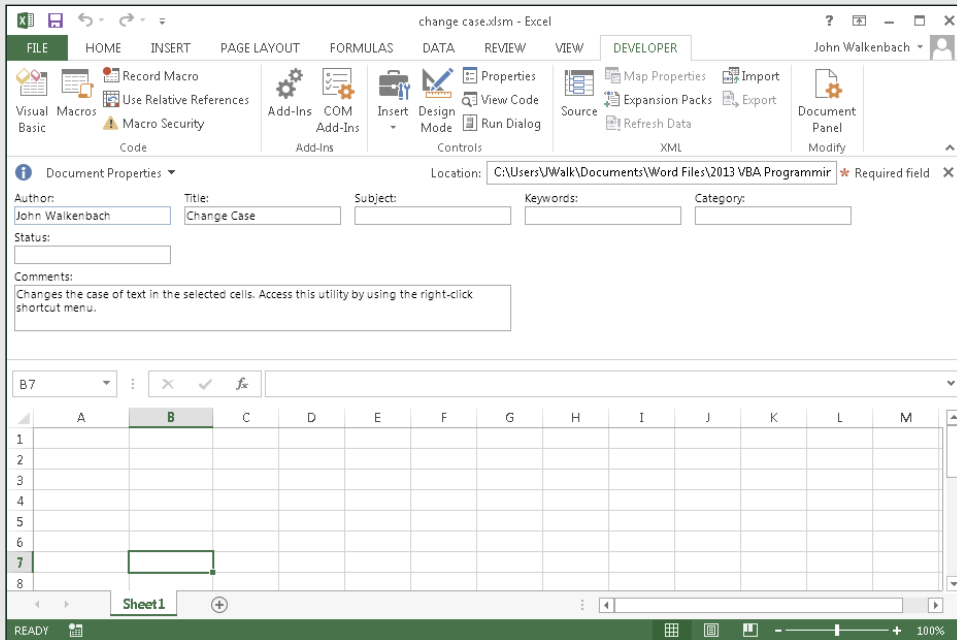 change case.xlsm - Excel
FILE HOME INSERT PAGE LAYOUT FORMULAS DATA REVIEW VIEW DEVELOPER John Walkenbach
Visual Basic
Macros
Record Macro
Use Relative References
Macro Security
Code
Add-Ins
COM Add-Ins
Add-Ins
Insert
Design Mode
Properties
View Code
Run Dialog
Controls
Source
Map Properties
Expansion Packs
Refresh Data
Import
Export
XML
Document Panel
Modify
Document Properties Location: C:\Users\JWalk\Documents\Word Files\2013 VBA Programmir * Required field
Author: Title: Subject: Keywords: Category:
John Walkenbach Change Case
Status:
Comments:
Changes the case of text in the selected cells. Access this utility by using the right-click
shortcut menu.
B7 fx
A B C D E F G H I J K L M
1
2
3
4
5
6
7
8
Sheet1
READY 100%